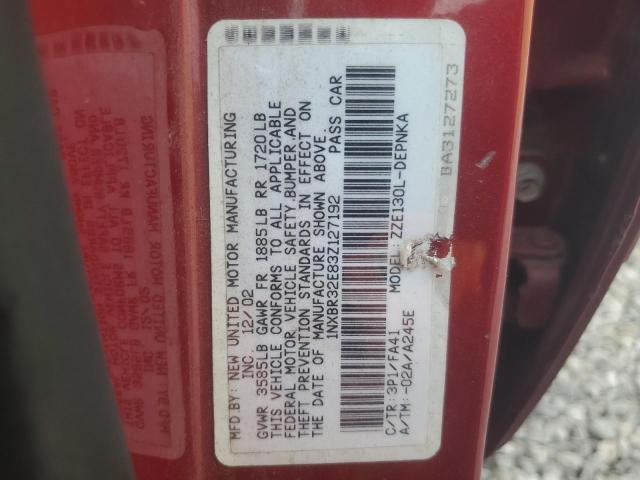 MFD.BY: NEW UNITED MOTOR MANUFACTURING
INC. 12/02
GVWR 3585LB GAWR FR 1885LB RR 1720LB
THIS VEHICLE CONFORMS TO ALL APPLICABLE
FEDERAL MOTOR VEHICLE SAFETY,BUMPER,AND
THEFT PREVENTION STANDARDS IN EFFECT ON
THE DATE OF MANUFACTURE SHOWN ABOVE.
1NXBR32E83Z127192 PASS CAR
MODEL: ZZE130L-DEPNKA
C/TR: 3P1/FA41
A/TM: -02A/A245E
BA3127273